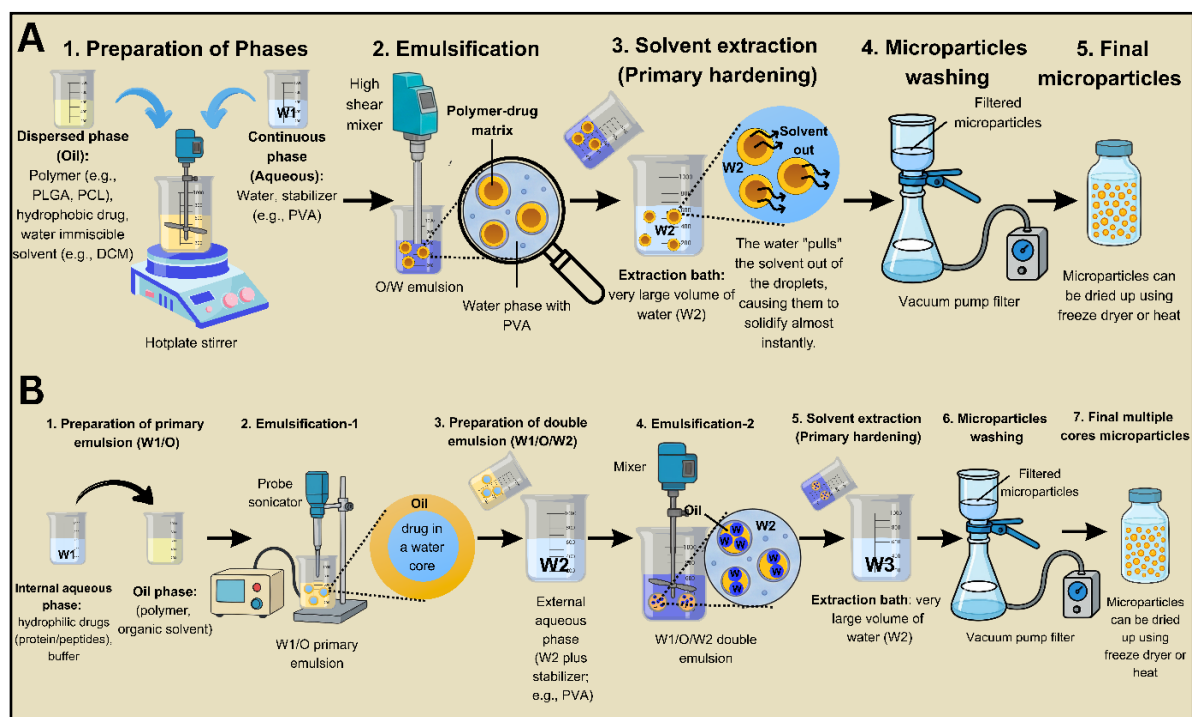 A
1. Preparation of Phases
W1
Dispersed phase
(Oil):
Polymer (e.g.,
PLGA, PCL),
hydrophobic drug,
water immiscible
solvent (e.g., DCM)
Continuous
phase
(Aqueous):
Water, stabilizer
(e.g., PVA)
Hotplate stirrer
2. Emulsification
High
shear
mixer
Polymer-drug
matrix
O/W emulsion
Water phase with
PVA
3. Solvent extraction
(Primary hardening)
W2
Solvent
out
W2
Extraction bath:
very large volume of
water (W2)
The water "pulls"
the solvent out of
the droplets,
causing them to
solidify almost
instantly.
4. Microparticles
washing
Filtered
microparticles
Vacuum pump filter
5. Final
microparticles
Microparticles can
be dried up using
freeze dryer or heat
B
1. Preparation of primary
emulsion (W1/O)
W1
Internal aqueous
phase:
hydrophilic drugs
(protein/peptides),
buffer
Oil phase:
(polymer,
organic solvent)
2. Emulsification-1
Probe
sonicator
Oil
drug in
a water
core
W1/O primary
emulsion
3. Preparation of double
emulsion (W1/O/W2)
W2
External
aqueous
phase
(W2 plus
stabilizer;
e.g., PVA)
4. Emulsification-2
Mixer
Oil
W2
W W
W
W
W
W
W
W1/O/W2 double
emulsion
5. Solvent extraction
(Primary hardening)
W3
Extraction bath: very
large volume of
water (W2)
6. Microparticles
washing
Filtered
microparticles
Vacuum pump filter
7. Final multiple
cores microparticles
Microparticles
can be dried
up using
freeze dryer or
heat